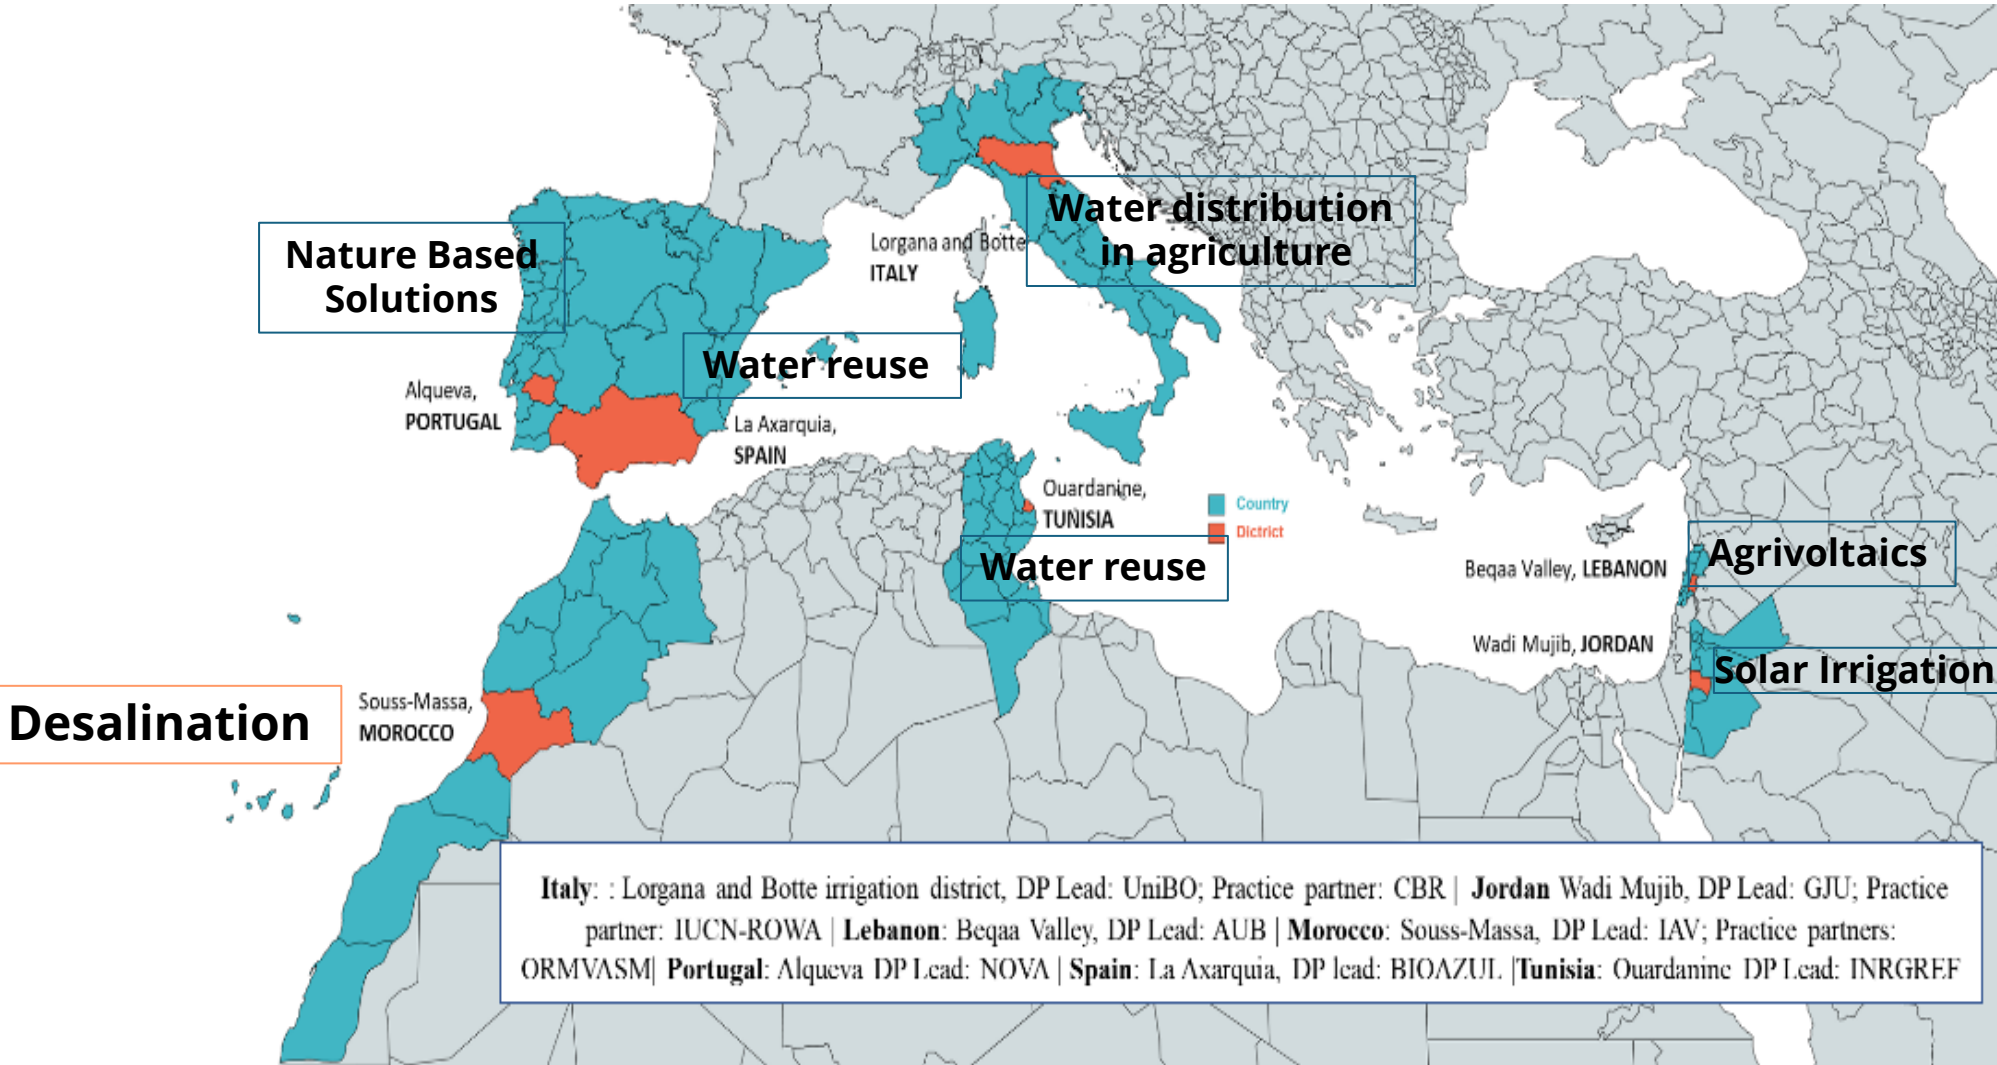 Water distribution
in agriculture
Nature Based
Solutions
Lorgana and Botte
ITALY
Water reuse
Alqueva,
PORTUGAL
La Axarquia,
SPAIN
Ouardanine,
TUNISIA
Country
Dictrict
Water reuse
Agrivoltaics
Beqaa Valley, LEBANON
Wadi Mujib, JORDAN
Solar Irrigation
Desalination
Souss-Massa,
MOROCCO
Italy: : Lorgana and Botte irrigation district, DP Lead: UniBO; Practice partner: CBR | Jordan Wadi Mujib, DP Lead: GJU; Practice
partner: IUCN-ROWA | Lebanon: Beqaa Valley, DP Lead: AUB | Morocco: Souss-Massa, DP Lead: IAV; Practice partners:
ORMVASM| Portugal: Alqueva DP Lead: NOVA | Spain: La Axarquia, DP lead: BIOAZUL |Tunisia: Ouardanine DP Lead: INRGREF